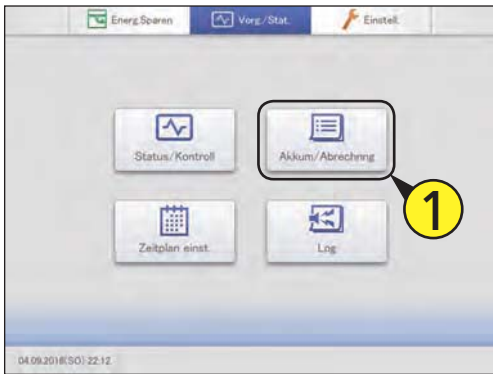 Energ.Sparen Vorg./Stat. Einstell.
Status/Kontroll Akkum/Abrechnng
1
Zeitplan einst. Log
04.09.2016(SO) 22:12